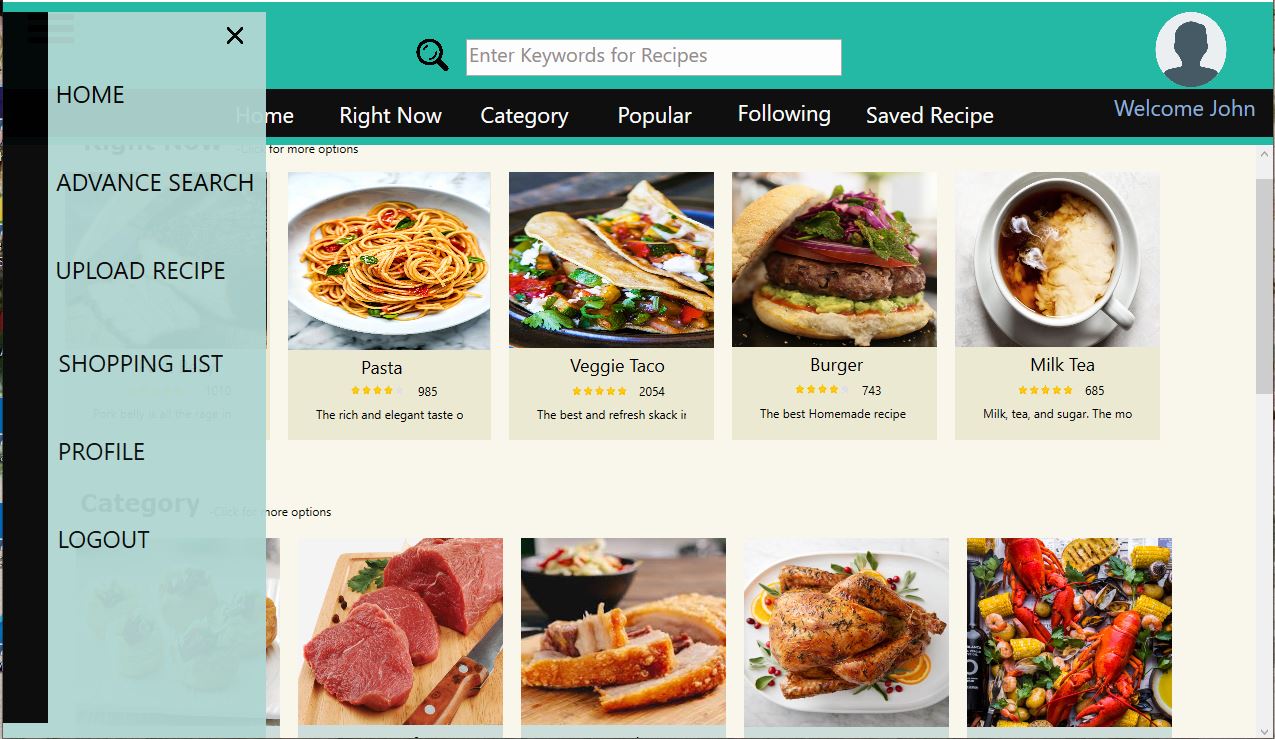 Enter Keywords for Recipes
Home Right Now Category Popular Following Saved Recipe Welcome John
HOME
ADVANCE SEARCH
UPLOAD RECIPE
SHOPPING LIST
PROFILE
LOGOUT
Right Now -Click for more options
1010
Pork belly is all the rage in
Pasta
985
The rich and elegant taste o
Veggie Taco
2054
The best and refresh skack in
Burger
743
The best Homemade recipe
Milk Tea
685
Milk, tea, and sugar. The mo
Category -Click for more options